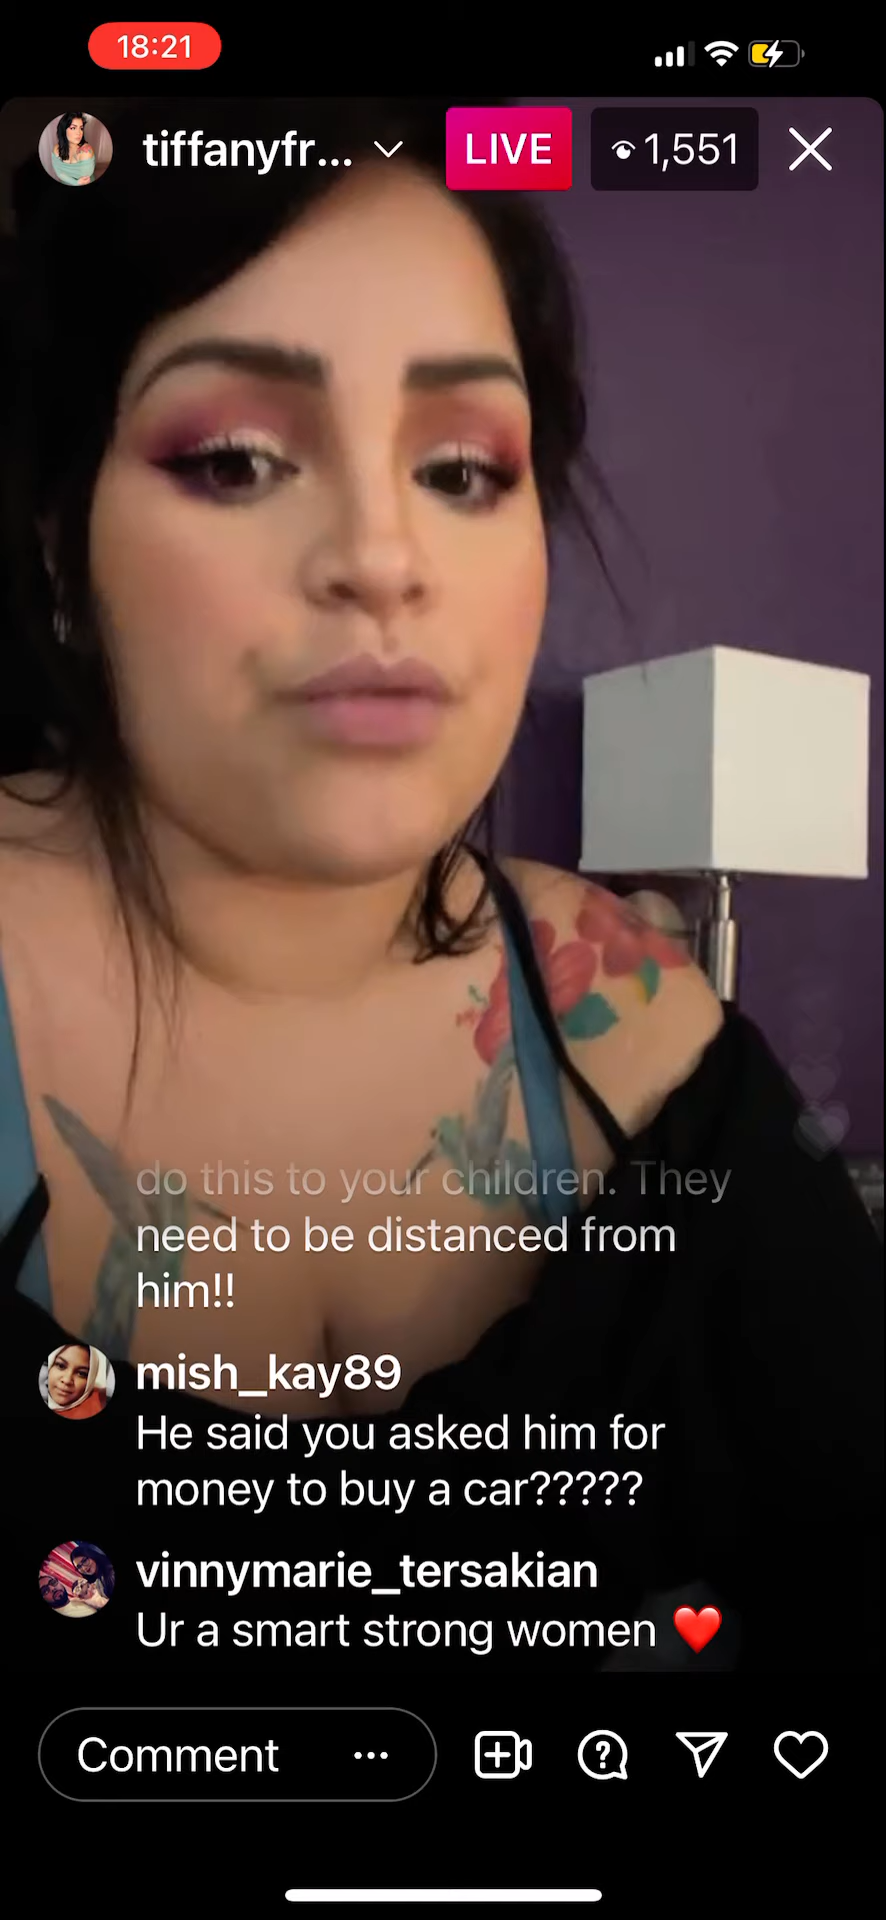 18:21
tiffanyfr...
LIVE
1,551
do this to your children. They
need to be distanced from
him!!
mish_kay89
He said you asked him for
money to buy a car?????
vinnymarie_tersakian
Ur a smart strong women ❤️
Comment